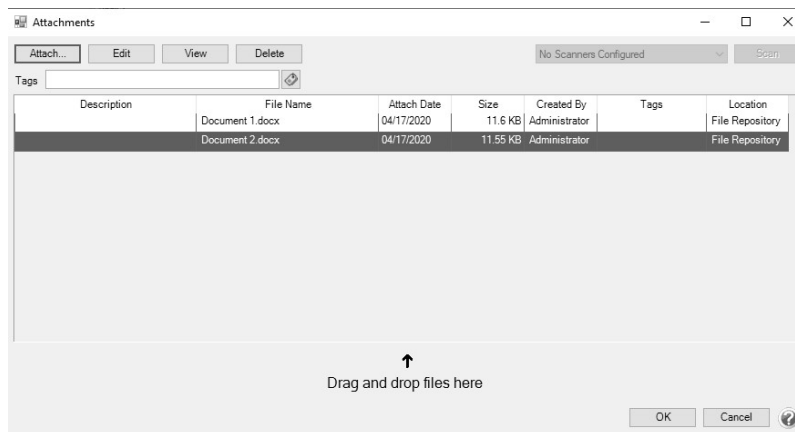 Attachments
Attach... Edit View Delete No Scanners Configured Scan
Tags
Description File Name Attach Date Size Created By Tags Location
Document 1.docx 04/17/2020 11.6 KB Administrator File Repository
Document 2.docx 04/17/2020 11.55 KB Administrator File Repository
Drag and drop files here
OK Cancel ?